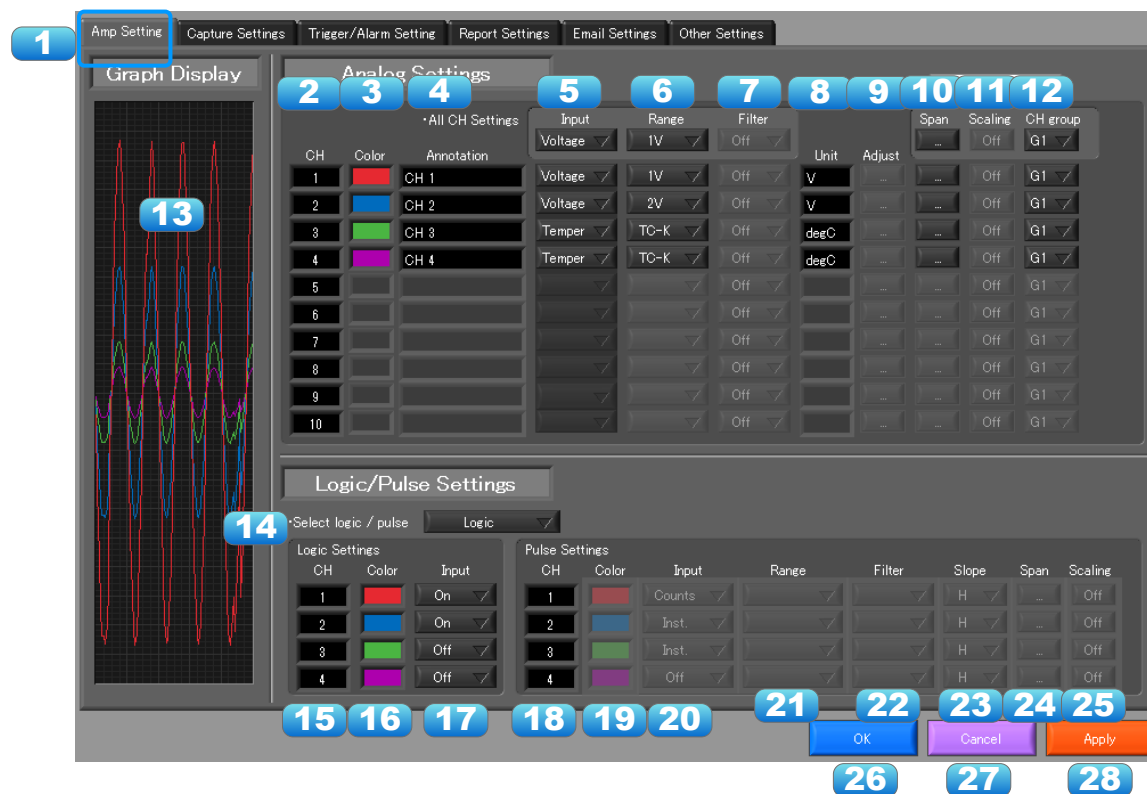 1 Amp Setting Capture Settings Trigger/Alarm Setting Report Settings Email Settings Other Settings
Graph Display
Analog Settings
2 3 4 5 6 7 8 9 10 11 12
・All CH Settings Input Range Filter Span Scaling CH group
Voltage 1V Off ... Off G1
CH Color Annotation Unit Adjust
1 CH 1 Voltage 1V Off V ... ... Off G1
2 CH 2 Voltage 2V Off V ... ... Off G1
3 CH 3 Temper TC-K Off degC ... ... Off G1
4 CH 4 Temper TC-K Off degC ... ... Off G1
5 Off ... ... Off G1
6 Off ... ... Off G1
7 Off ... ... Off G1
8 Off ... ... Off G1
9 Off ... ... Off G1
10 Off ... ... Off G1
13
Logic/Pulse Settings
14 ・Select logic / pulse Logic
Logic Settings
CH Color Input
1 On
2 On
3 Off
4 Off
Pulse Settings
CH Color Input Range Filter Slope Span Scaling
1 Counts H ... Off
2 Inst. H ... Off
3 Inst. H ... Off
4 Off H ... Off
15 16 17 18 19 20 21 22 23 24 25
OK Cancel Apply
26 27 28